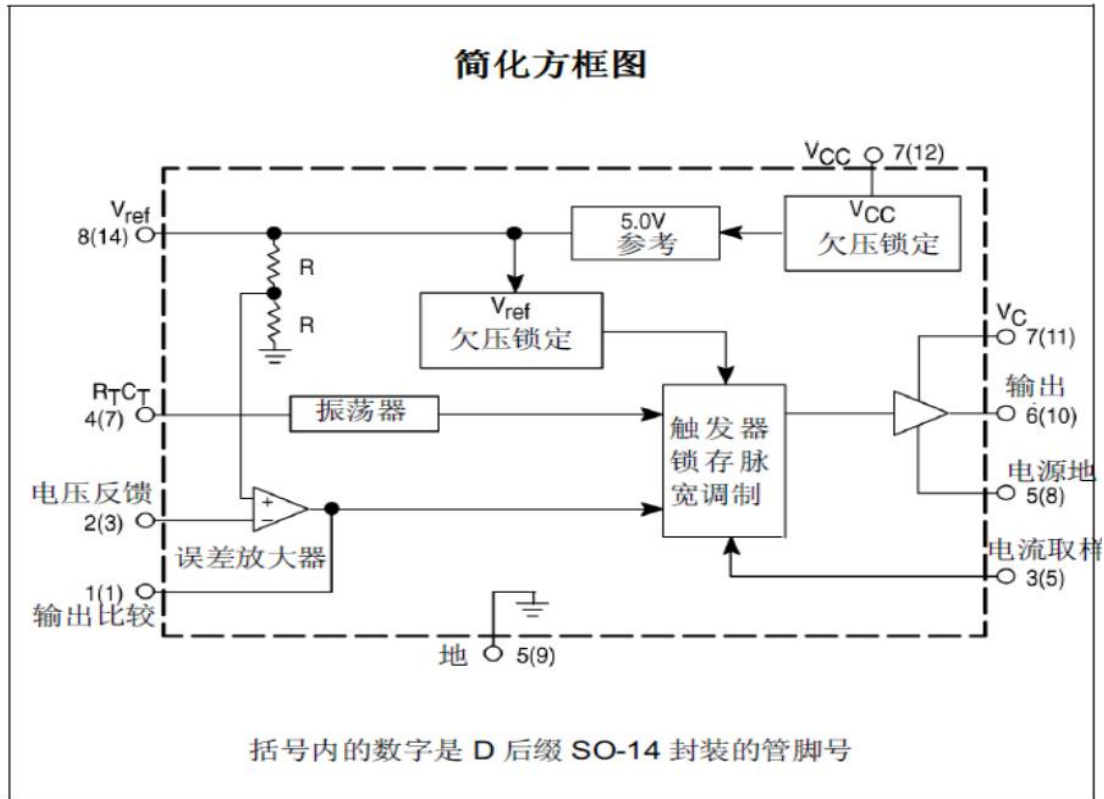 简化方框图
VCC 7(12)
Vref
8(14)
5.0V
参考
VCC
欠压锁定
R
R
Vref
欠压锁定
VC
7(11)
RTCT
4(7)
振荡器
触发器
锁存脉
宽调制
输出
6(10)
电源地
5(8)
电压反馈
2(3)
+
−
误差放大器
电流取样
3(5)
1(1)
输出比较
地 5(9)
括号内的数字是 D 后缀 SO-14 封装的管脚号